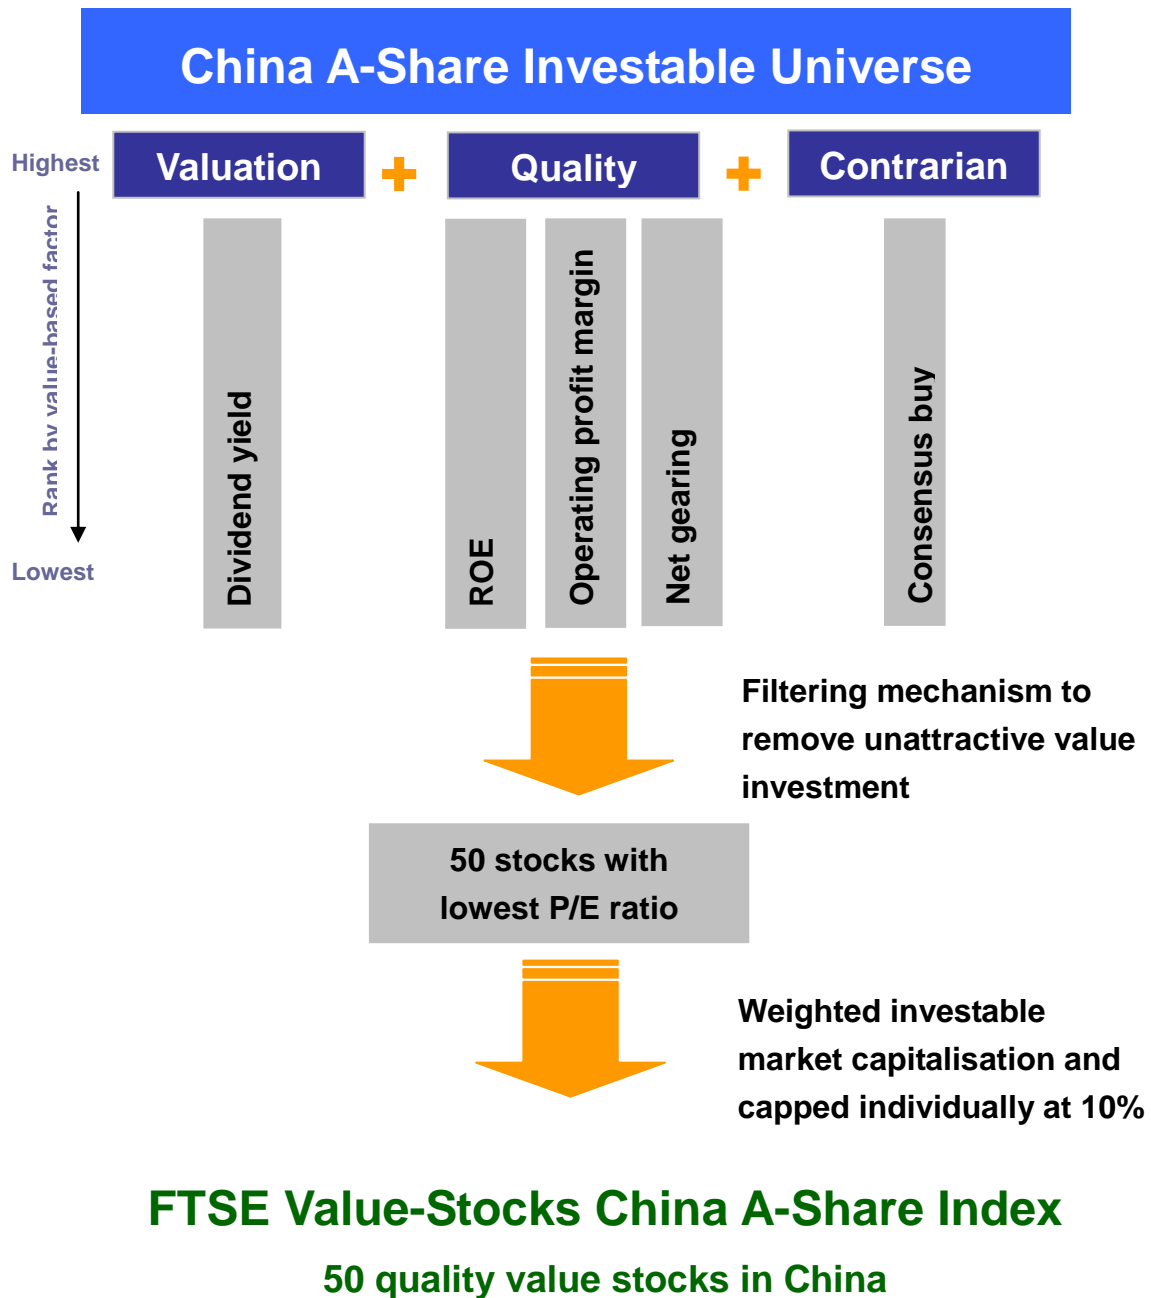 China A-Share Investable Universe
Highest
Valuation
+
Quality
+
Contrarian
Rank by value-based factor
Lowest
Dividend yield
ROE
Operating profit margin
Net gearing
Consensus buy
Filtering mechanism to
remove unattractive value
investment
50 stocks with
lowest P/E ratio
Weighted investable
market capitalisation and
capped individually at 10%
FTSE Value-Stocks China A-Share Index
50 quality value stocks in China